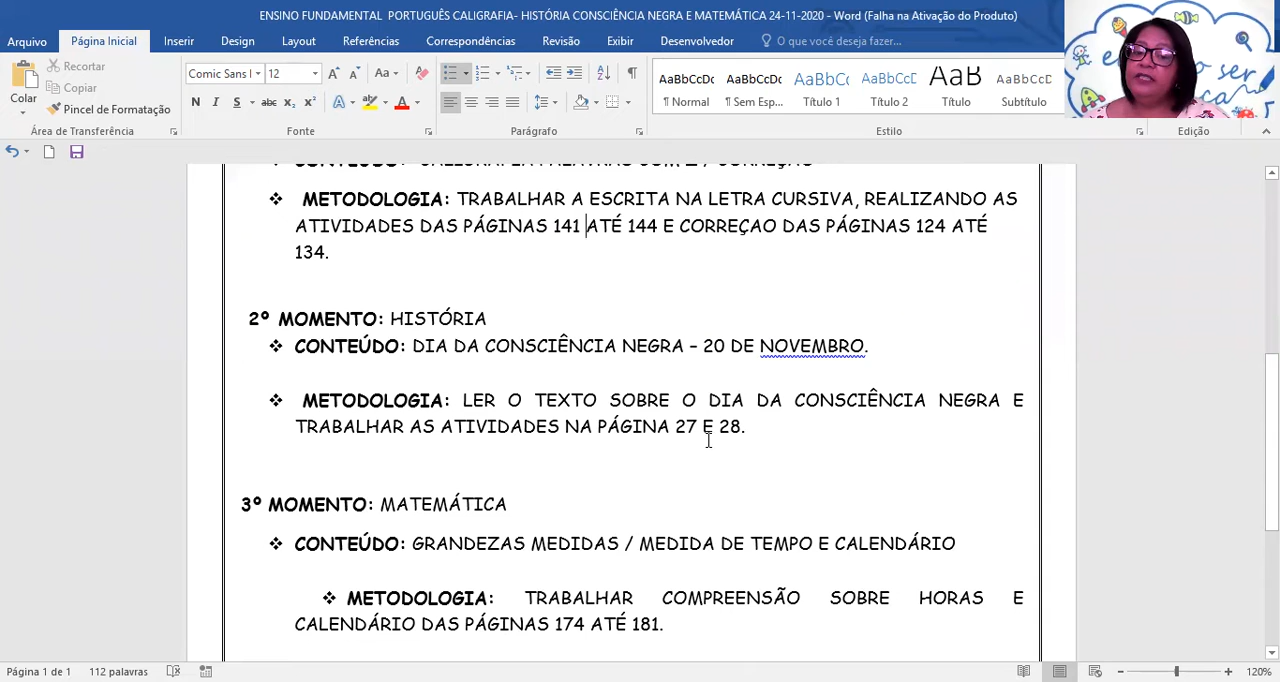 ENSINO FUNDAMENTAL PORTUGUÊS CALIGRAFIA- HISTÓRIA CONSCIÊNCIA NEGRA E MATEMÁTICA 24-11-2020 - Word (Falha na Ativação do Produto)
Arquivo Página Inicial Inserir Design Layout Referências Correspondências Revisão Exibir Desenvolvedor O que você deseja fazer...
Colar
Recortar
Copiar
Pincel de Formatação
Comic Sans I 12
N I S abc x₂ x²
AaBbCcDc AaBbCcDc AaBbC AaBbCcD AaB AaBbCcD
¶ Normal ¶ Sem Esp... Título 1 Título 2 Título Subtítulo
Área de Transferência Fonte Parágrafo Estilo Edição
METODOLOGIA: TRABALHAR A ESCRITA NA LETRA CURSIVA, REALIZANDO AS
ATIVIDADES DAS PÁGINAS 141 ATÉ 144 E CORREÇAO DAS PÁGINAS 124 ATÉ
134.
2º MOMENTO: HISTÓRIA
CONTEÚDO: DIA DA CONSCIÊNCIA NEGRA – 20 DE NOVEMBRO.
METODOLOGIA: LER O TEXTO SOBRE O DIA DA CONSCIÊNCIA NEGRA E
TRABALHAR AS ATIVIDADES NA PÁGINA 27 E 28.
3º MOMENTO: MATEMÁTICA
CONTEÚDO: GRANDEZAS MEDIDAS / MEDIDA DE TEMPO E CALENDÁRIO
METODOLOGIA: TRABALHAR COMPREENSÃO SOBRE HORAS E
CALENDÁRIO DAS PÁGINAS 174 ATÉ 181.
Página 1 de 1 112 palavras 120%